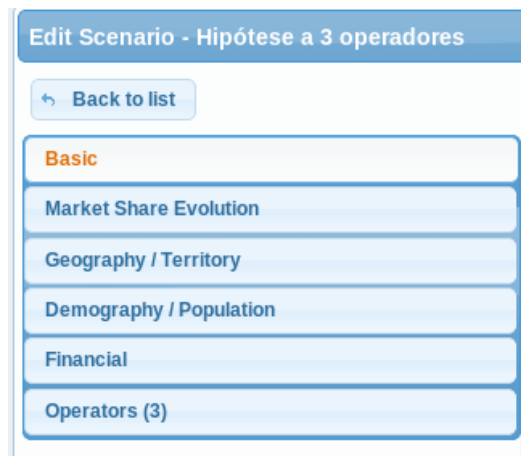 Edit Scenario - Hipótese a 3 operadores
Back to list
Basic
Market Share Evolution
Geography / Territory
Demography / Population
Financial
Operators (3)